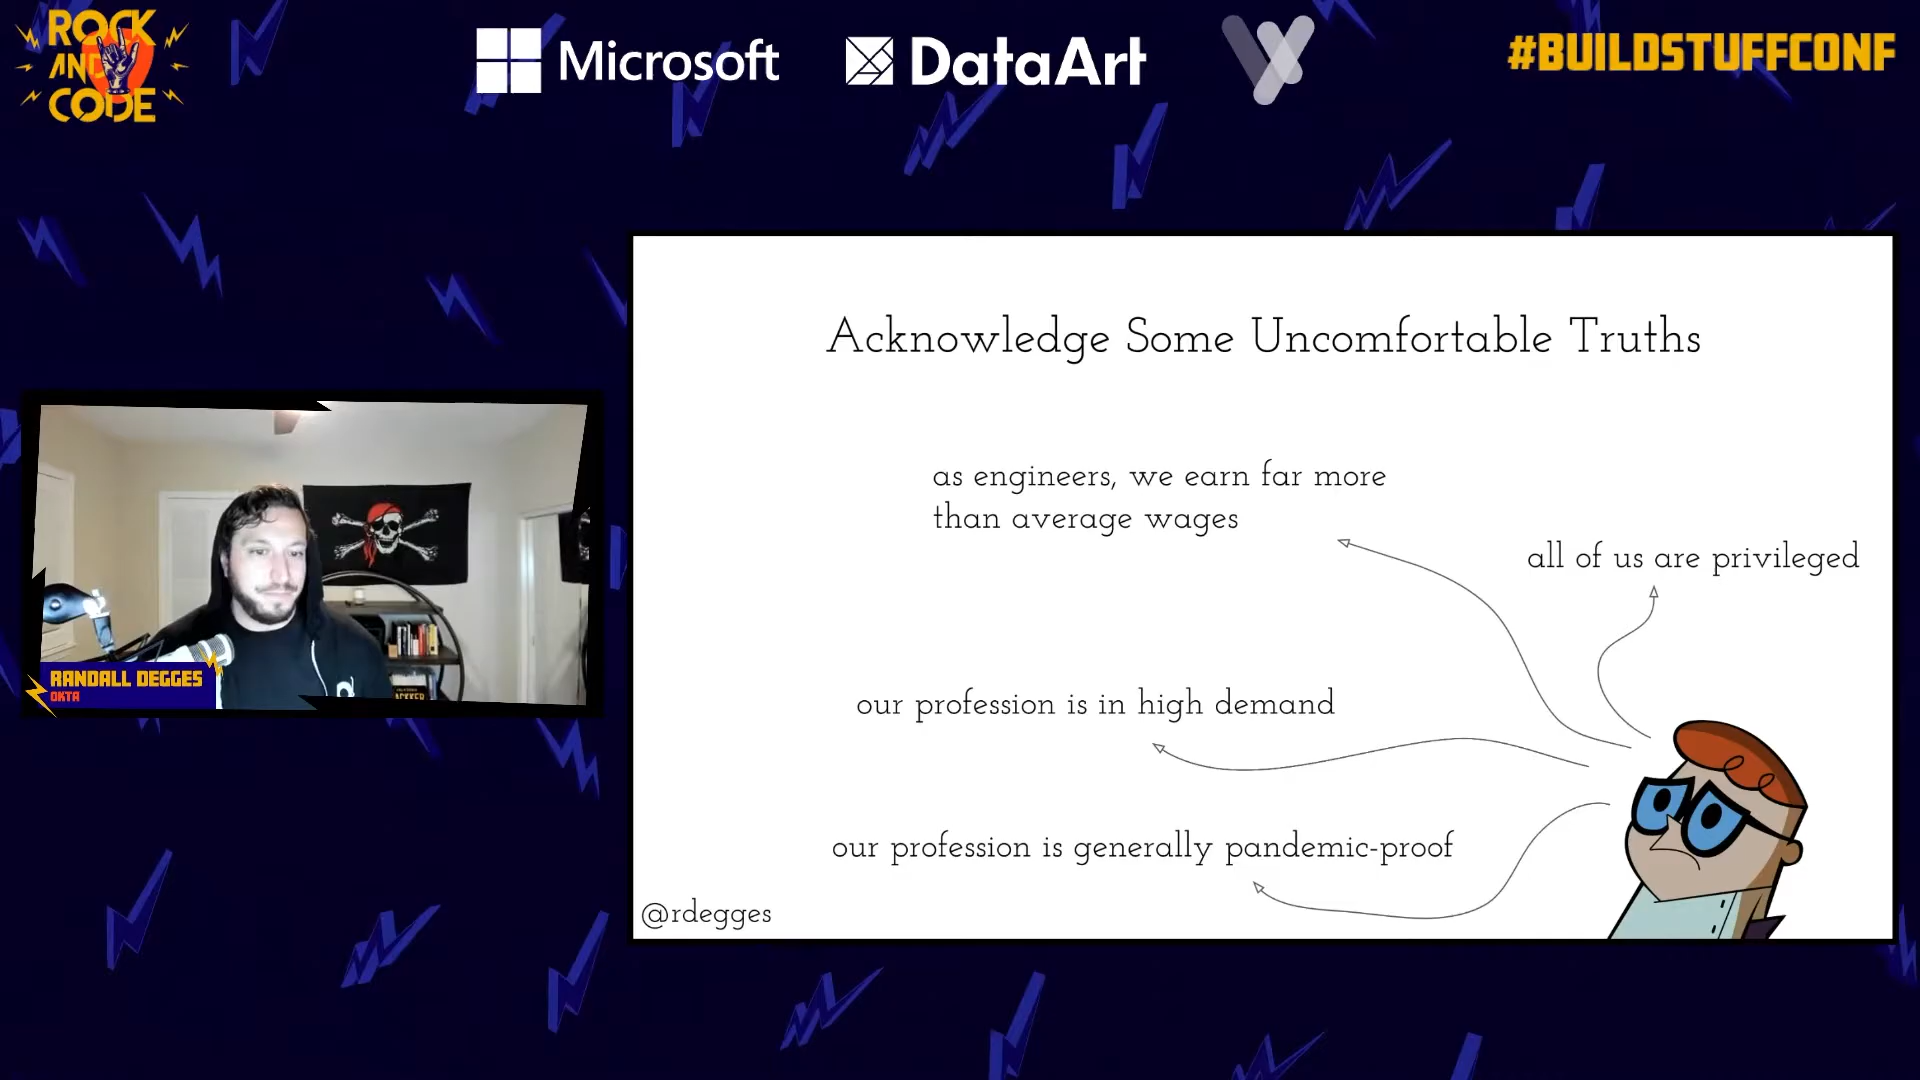 ROCK
AND
CODE
Microsoft
DataArt
#BUILDSTUFFCONF
Acknowledge Some Uncomfortable Truths
as engineers, we earn far more
than average wages
all of us are privileged
our profession is in high demand
our profession is generally pandemic-proof
@rdegges
RANDALL DEGGES
OKTA